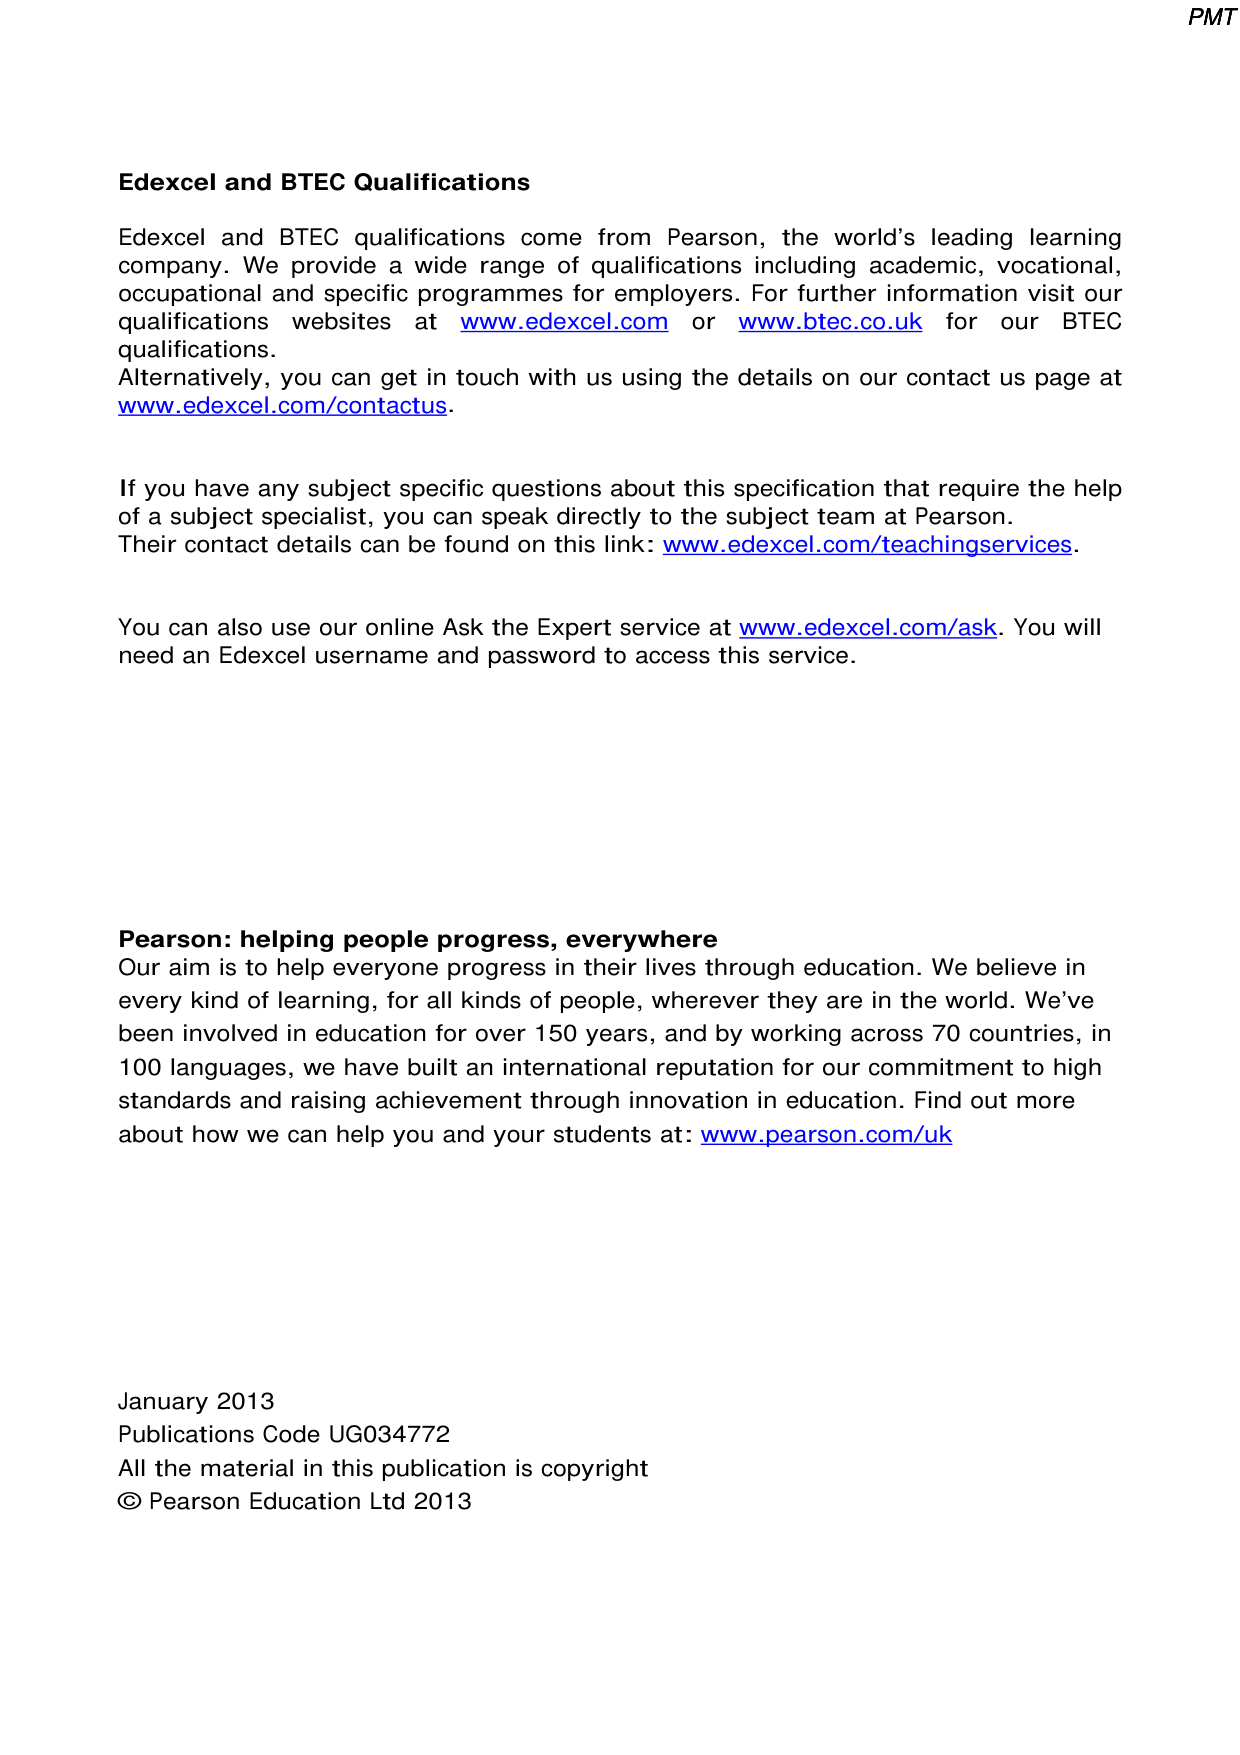 PMT
Edexcel and BTEC Qualifications
Edexcel and BTEC qualifications come from Pearson, the world’s leading learning
company. We provide a wide range of qualifications including academic, vocational,
occupational and specific programmes for employers. For further information visit our
qualifications websites at www.edexcel.com or www.btec.co.uk for our BTEC
qualifications.
Alternatively, you can get in touch with us using the details on our contact us page at
www.edexcel.com/contactus.
If you have any subject specific questions about this specification that require the help
of a subject specialist, you can speak directly to the subject team at Pearson.
Their contact details can be found on this link: www.edexcel.com/teachingservices.
You can also use our online Ask the Expert service at www.edexcel.com/ask. You will
need an Edexcel username and password to access this service.
Pearson: helping people progress, everywhere
Our aim is to help everyone progress in their lives through education. We believe in
every kind of learning, for all kinds of people, wherever they are in the world. We’ve
been involved in education for over 150 years, and by working across 70 countries, in
100 languages, we have built an international reputation for our commitment to high
standards and raising achievement through innovation in education. Find out more
about how we can help you and your students at: www.pearson.com/uk
January 2013
Publications Code UG034772
All the material in this publication is copyright
© Pearson Education Ltd 2013